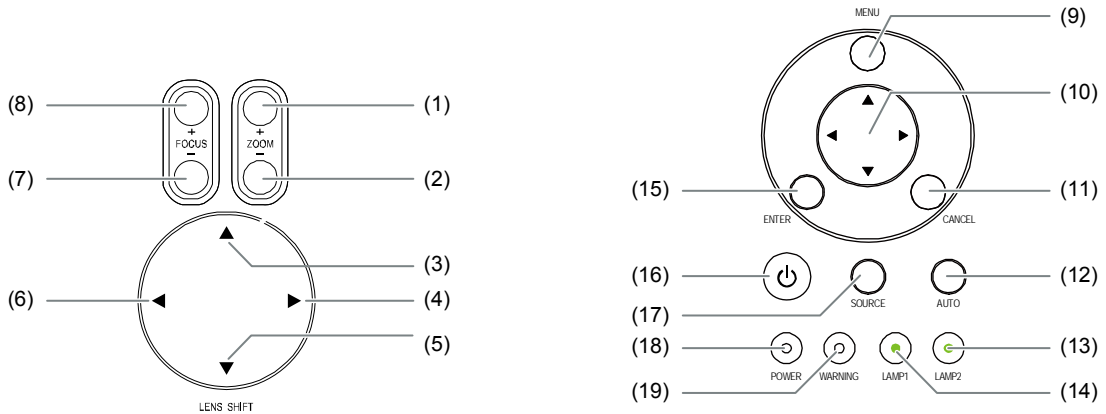 (8)
(1)
+ +
FOCUS ZOOM
− −
(7)
(2)
(3)
(6)
(4)
(5)
LENS SHIFT
MENU
(9)
(10)
(15)
(11)
ENTER
CANCEL
(16)
(12)
(17)
SOURCE
AUTO
(18)
(13)
POWER WARNING LAMP1 LAMP2
(19)
(14)